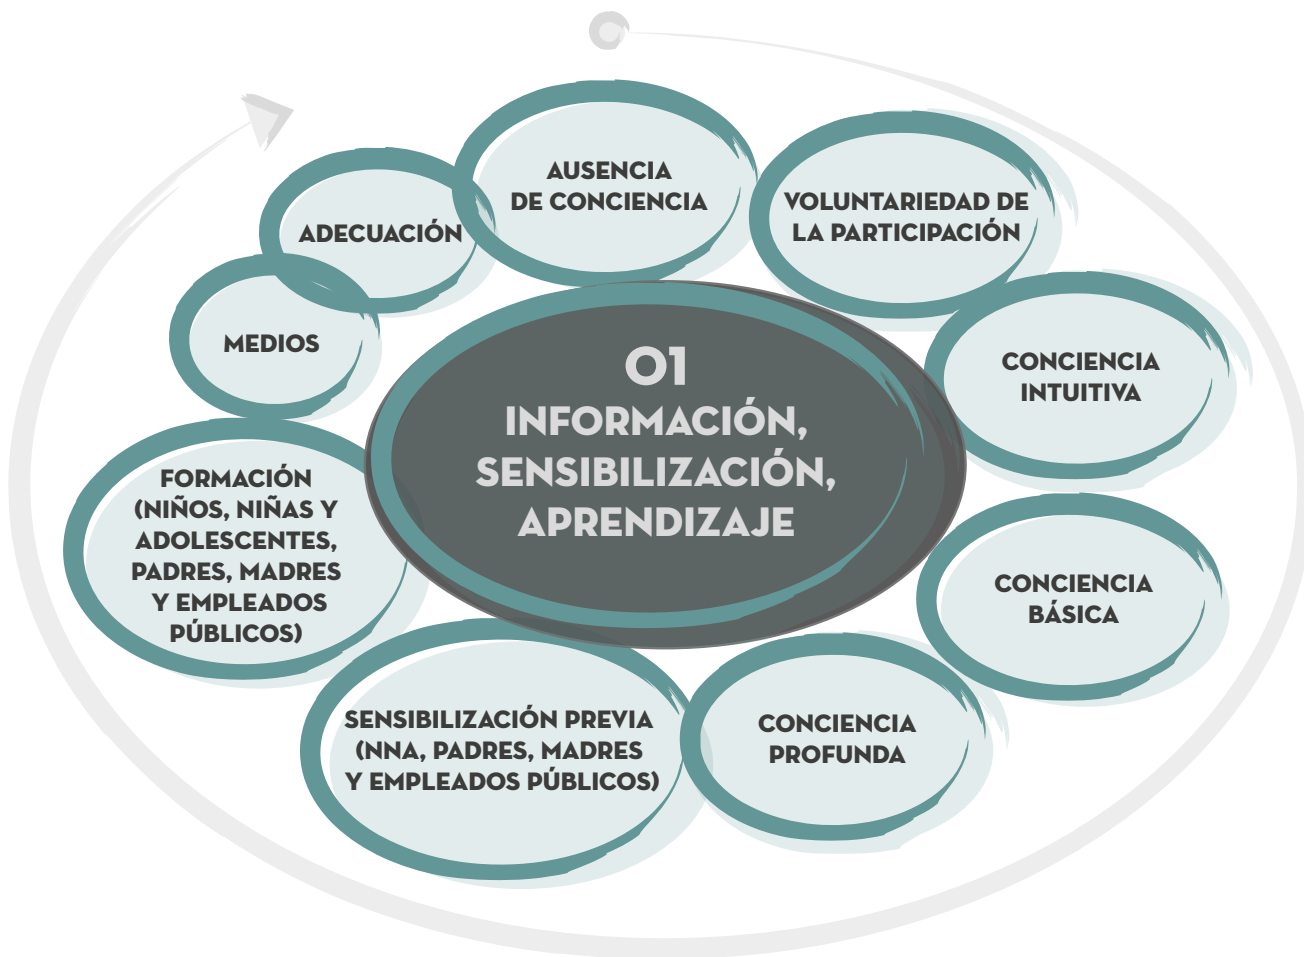 AUSENCIA
DE CONCIENCIA
VOLUNTARIEDAD DE
LA PARTICIPACIÓN
CONCIENCIA
INTUITIVA
CONCIENCIA
BÁSICA
CONCIENCIA
PROFUNDA
SENSIBILIZACIÓN PREVIA
(NNA, PADRES, MADRES
Y EMPLEADOS PÚBLICOS)
FORMACIÓN
(NIÑOS, NIÑAS Y
ADOLESCENTES,
PADRES, MADRES
Y EMPLEADOS
PÚBLICOS)
MEDIOS
ADECUACIÓN
01
INFORMACIÓN,
SENSIBILIZACIÓN,
APRENDIZAJE